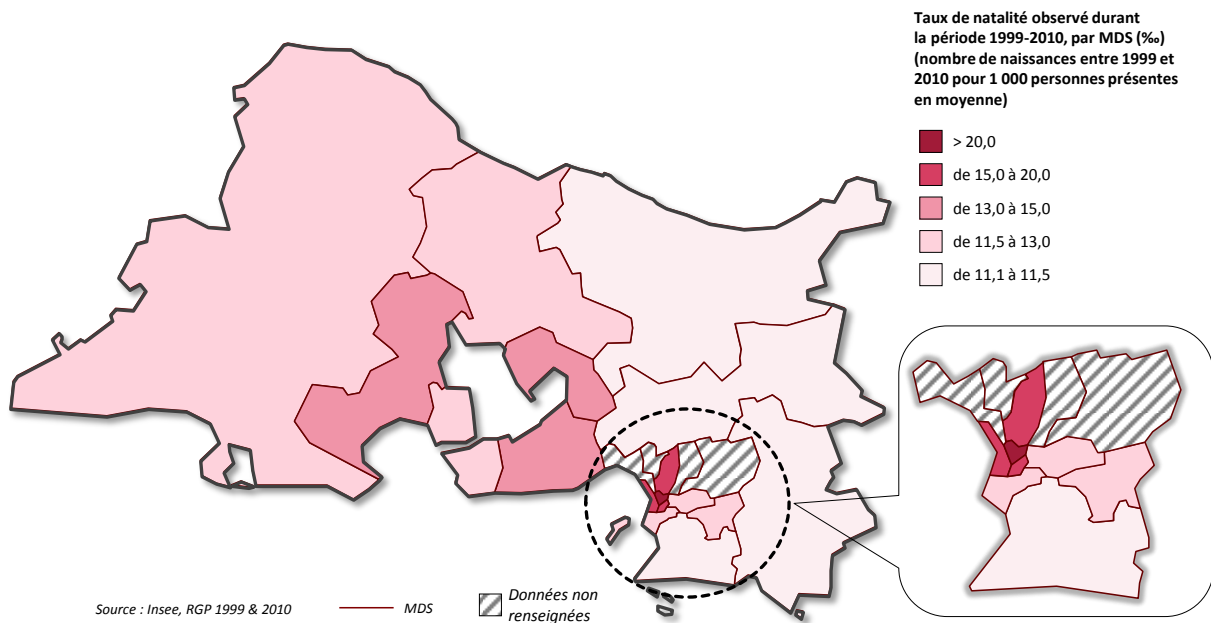 Taux de natalité observé durant
la période 1999-2010, par MDS (‰)
(nombre de naissances entre 1999 et
2010 pour 1 000 personnes présentes
en moyenne)
> 20,0
de 15,0 à 20,0
de 13,0 à 15,0
de 11,5 à 13,0
de 11,1 à 11,5
Source : Insee, RGP 1999 & 2010
MDS
Données non
renseignées